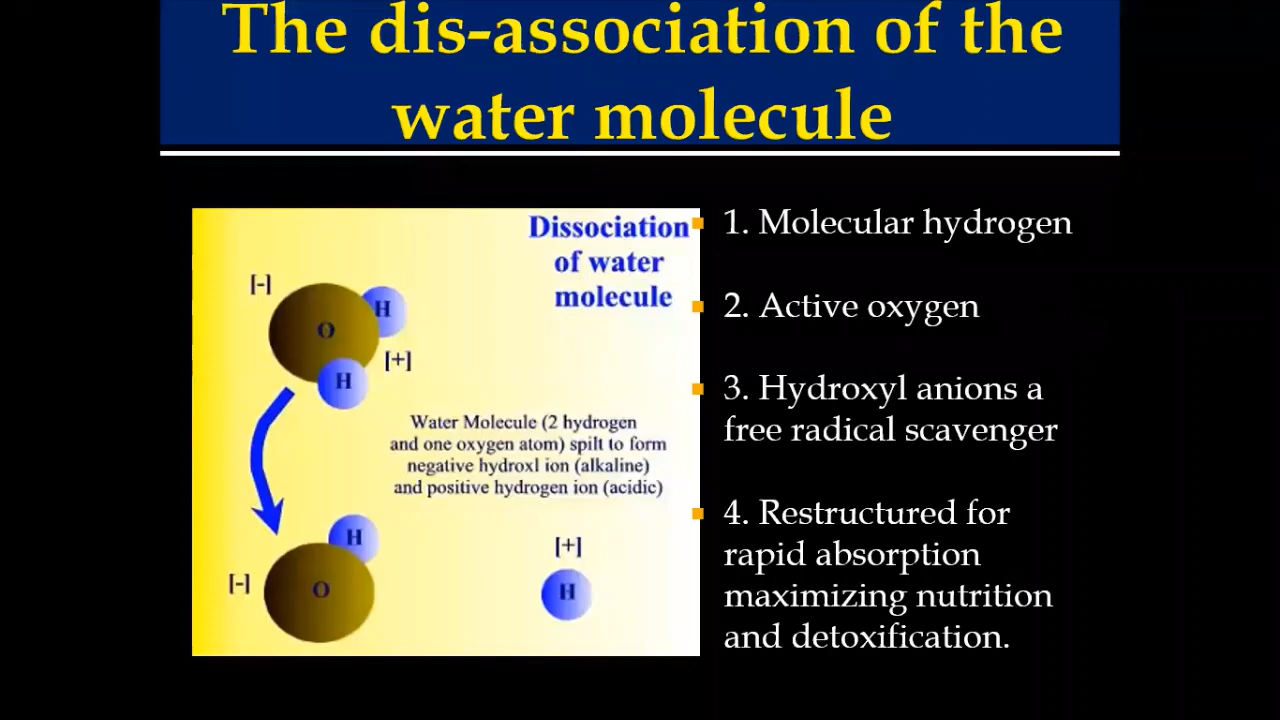 The dis-association of the
water molecule
Dissociation
of water
molecule
[-]
H
O
[+]
H
Water Molecule (2 hydrogen
and one oxygen atom) spilt to form
negative hydroxl ion (alkaline)
and positive hydrogen ion (acidic)
H
[+]
[-]
O
H
1. Molecular hydrogen
2. Active oxygen
3. Hydroxyl anions a
free radical scavenger
4. Restructured for
rapid absorption
maximizing nutrition
and detoxification.